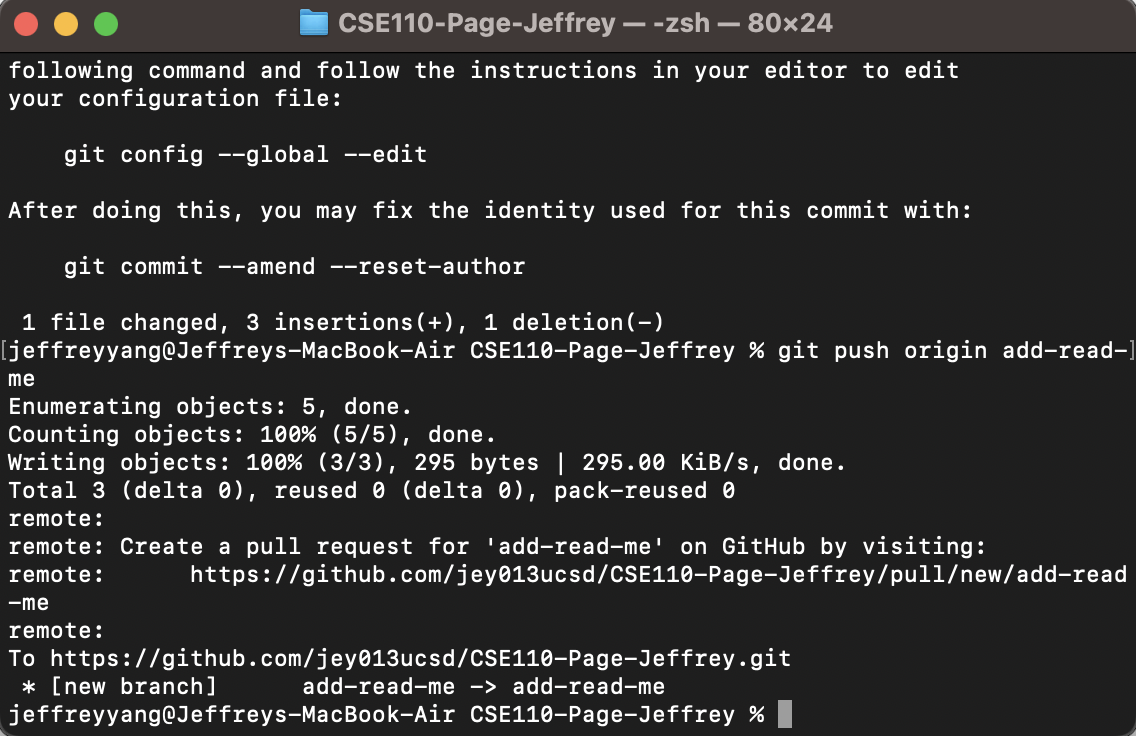 CSE110-Page-Jeffrey — -zsh — 80×24
following command and follow the instructions in your editor to edit
your configuration file:
    git config --global --edit
After doing this, you may fix the identity used for this commit with:
    git commit --amend --reset-author
 1 file changed, 3 insertions(+), 1 deletion(-)
[jeffreyyang@Jeffreys-MacBook-Air CSE110-Page-Jeffrey % git push origin add-read-]
me
Enumerating objects: 5, done.
Counting objects: 100% (5/5), done.
Writing objects: 100% (3/3), 295 bytes | 295.00 KiB/s, done.
Total 3 (delta 0), reused 0 (delta 0), pack-reused 0
remote:
remote: Create a pull request for 'add-read-me' on GitHub by visiting:
remote:      https://github.com/jey013ucsd/CSE110-Page-Jeffrey/pull/new/add-read
-me
remote:
To https://github.com/jey013ucsd/CSE110-Page-Jeffrey.git
 * [new branch]      add-read-me -> add-read-me
jeffreyyang@Jeffreys-MacBook-Air CSE110-Page-Jeffrey %